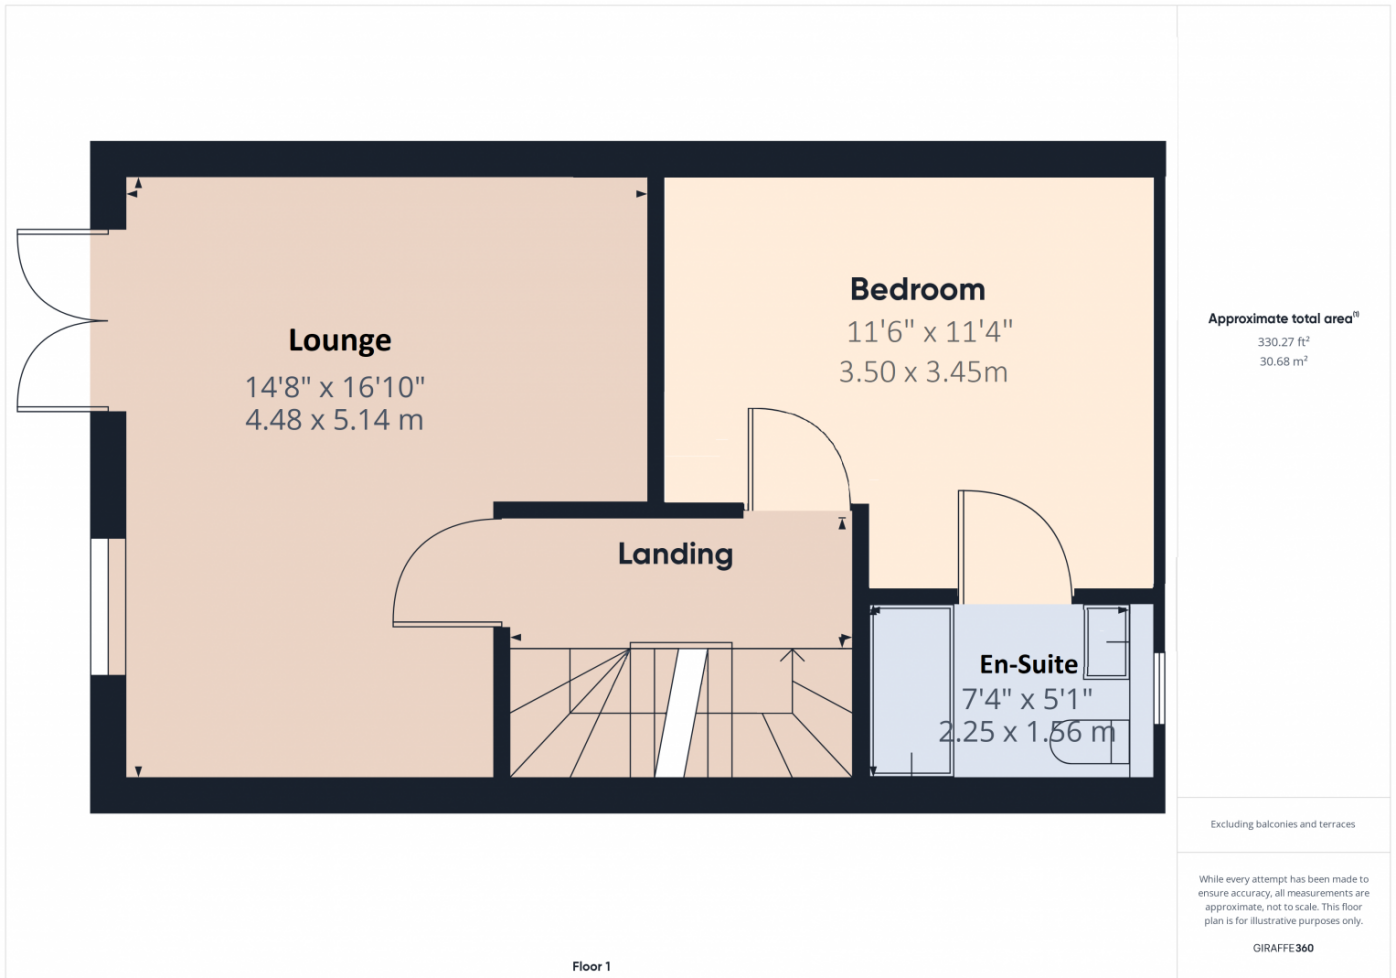 Lounge
14'8" x 16'10"
4.48 x 5.14 m
Bedroom
11'6" x 11'4"
3.50 x 3.45m
Landing
En-Suite
7'4" x 5'1"
2.25 x 1.56 m
Floor 1
Approximate total area(1)
330.27 ft²
30.68 m²
Excluding balconies and terraces
While every attempt has been made to
ensure accuracy, all measurements are
approximate, not to scale. This floor
plan is for illustrative purposes only.
GIRAFFE360